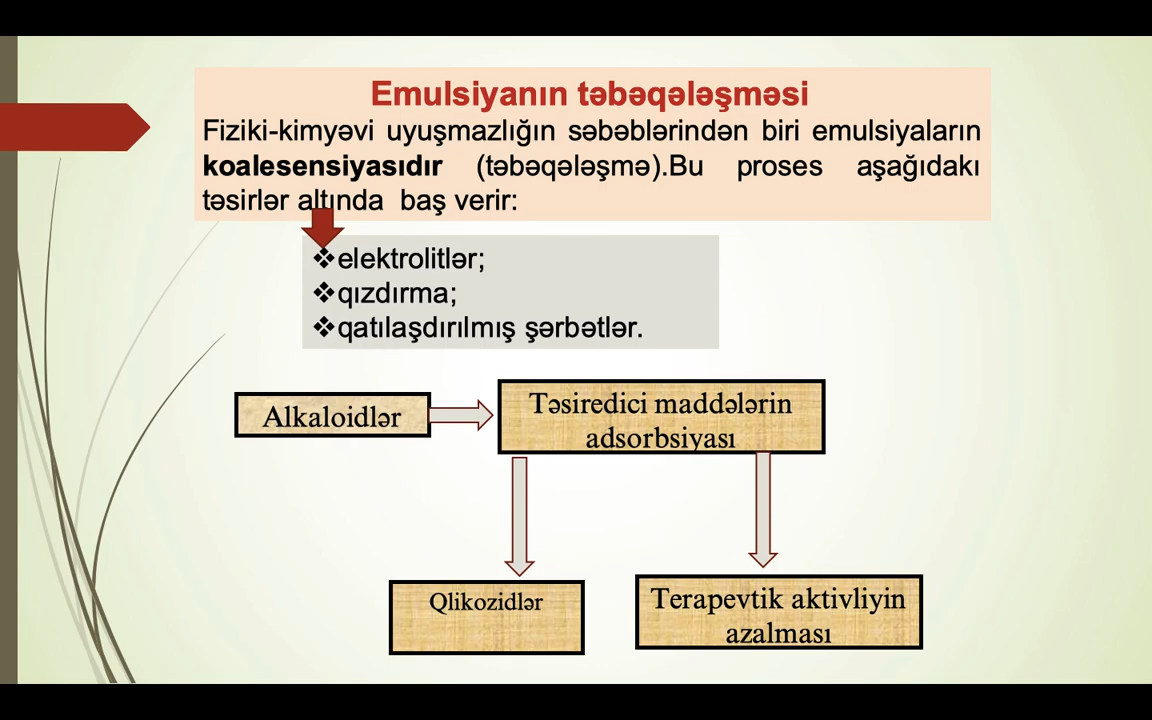 Emulsiyanın təbəqələşməsi
Fiziki-kimyəvi uyuşmazlığın səbəblərindən biri emulsiyaların
koalesensiyasıdır (təbəqələşmə).Bu proses aşağıdakı
təsirlər altında baş verir:
❖elektrolitlər;
❖qızdırma;
❖qatılaşdırılmış şərbətlər.
Alkaloidlər
Təsiredici maddələrin
adsorbsiyası
Qlikozidlər
Terapevtik aktivliyin
azalması